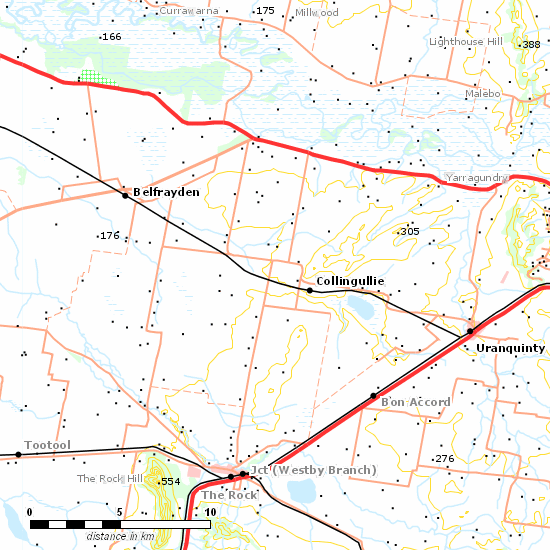 Currawarna
.175
Millwood
.166
Lighthouse Hill
.388
Malebo
Yarragundry
Belfrayden
.176
.305
Collingullie
Uranquinty
Bon Accord
Tootool
.276
Jct (Westby Branch)
The Rock Hill
.554
The Rock
0 5 10
distance in km